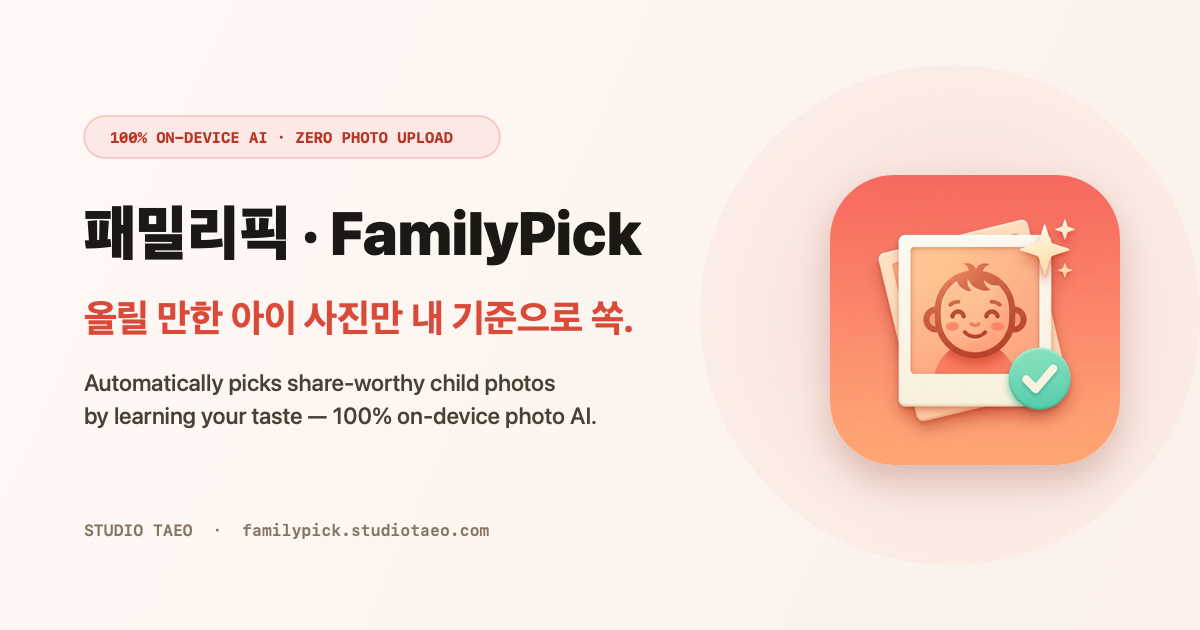 100% ON-DEVICE AI · ZERO PHOTO UPLOAD
패밀리픽 · FamilyPick
올릴 만한 아이 사진만 내 기준으로 쏙.
Automatically picks share-worthy child photos
by learning your taste — 100% on-device photo AI.
STUDIO TAEO · familypick.studiotaeo.com